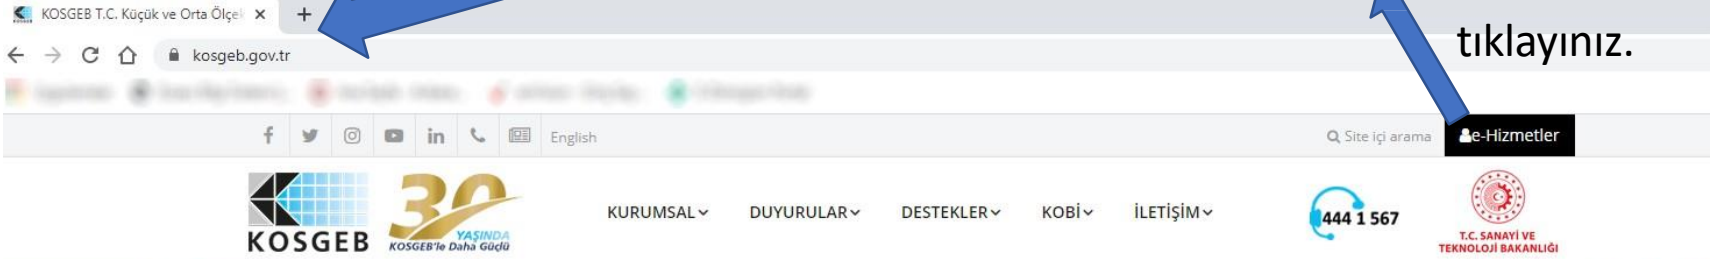 KOSGEB T.C. Küçük ve Orta Ölçek
tıklayınız.
kosgeb.gov.tr
English
Site içi arama
e-Hizmetler
KOSGEB
30 YAŞINDA
KOSGEB'le Daha Güçlü
KURUMSAL
DUYURULAR
DESTEKLER
KOBİ
İLETİŞİM
444 1 567
T.C. SANAYİ VE
TEKNOLOJİ BAKANLIĞI